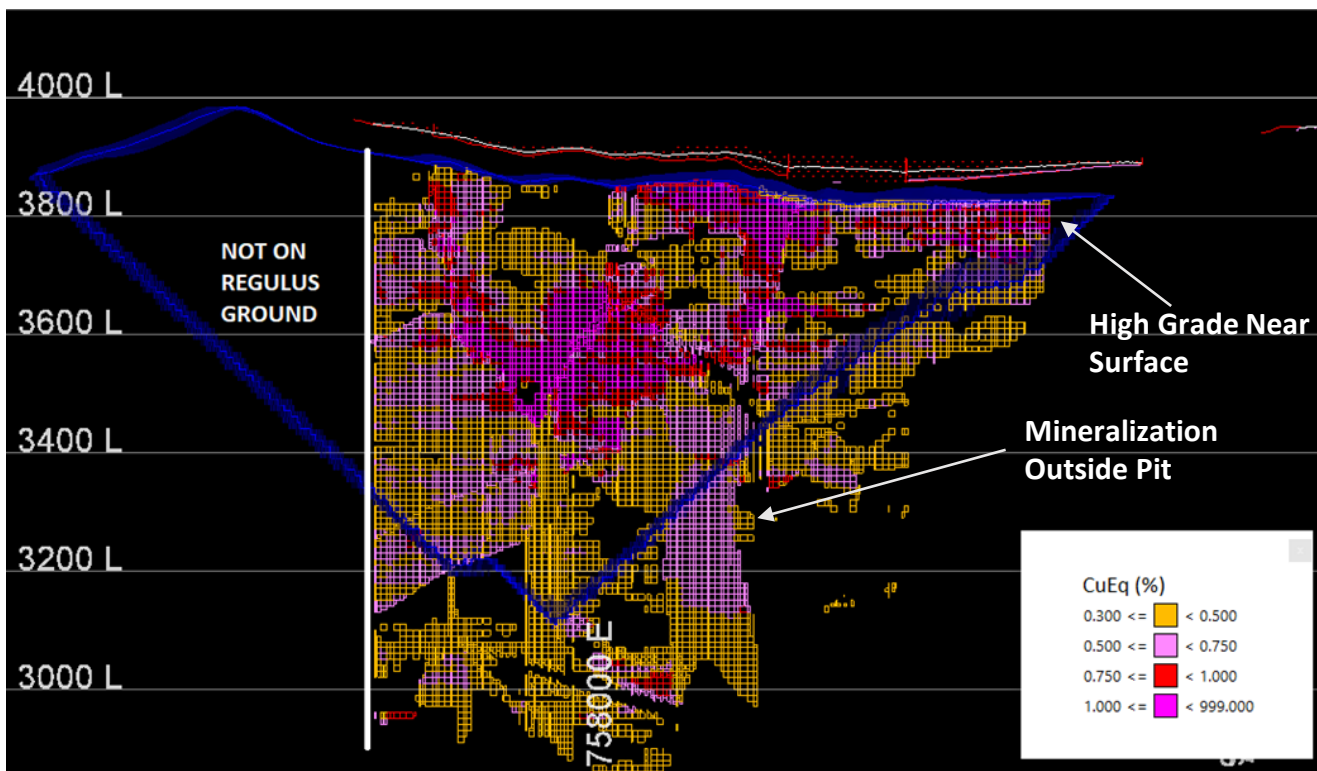 4000 L
3800 L
NOT ON
REGULUS
GROUND
3600 L
High Grade Near
Surface
3400 L
Mineralization
Outside Pit
3200 L
3000 L
758000 E
CuEq (%)
0.300 <= < 0.500
0.500 <= < 0.750
0.750 <= < 1.000
1.000 <= < 999.000